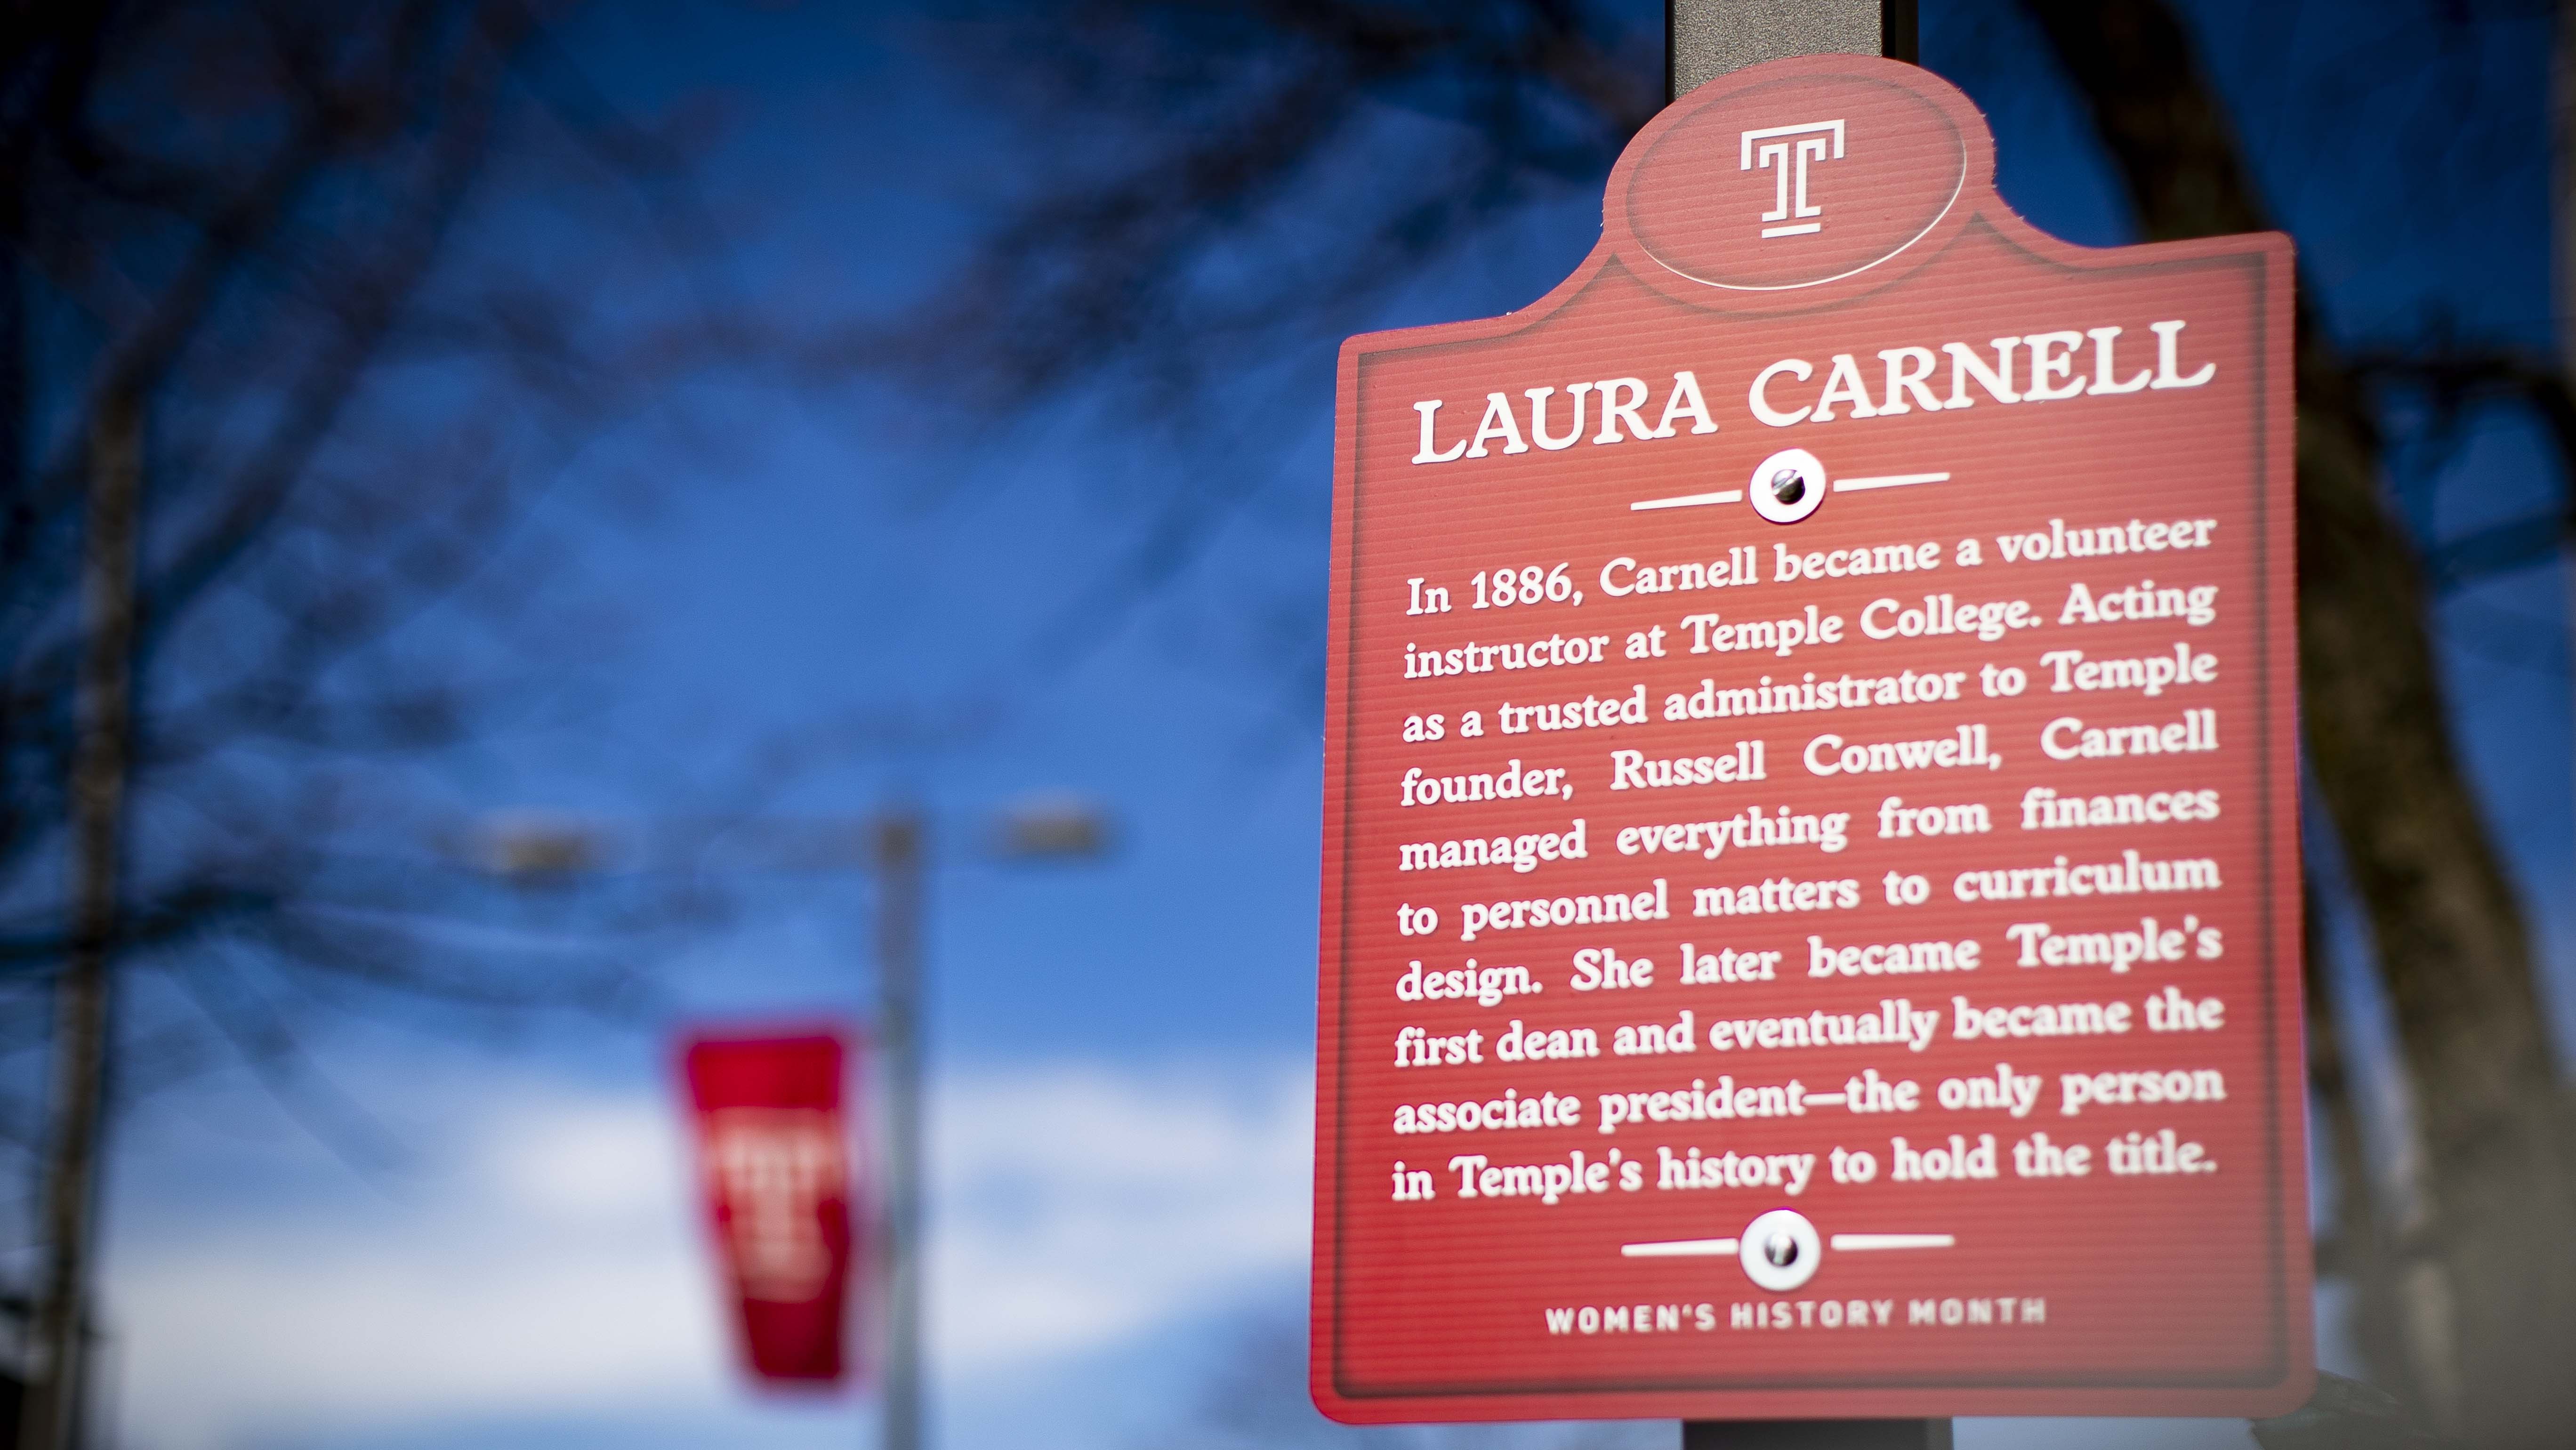 T
LAURA CARNELL
In 1886, Carnell became a volunteer
instructor at Temple College. Acting
as a trusted administrator to Temple
founder, Russell Conwell, Carnell
managed everything from finances
to personnel matters to curriculum
design. She later became Temple's
first dean and eventually became the
associate president—the only person
in Temple's history to hold the title.
WOMEN'S HISTORY MONTH